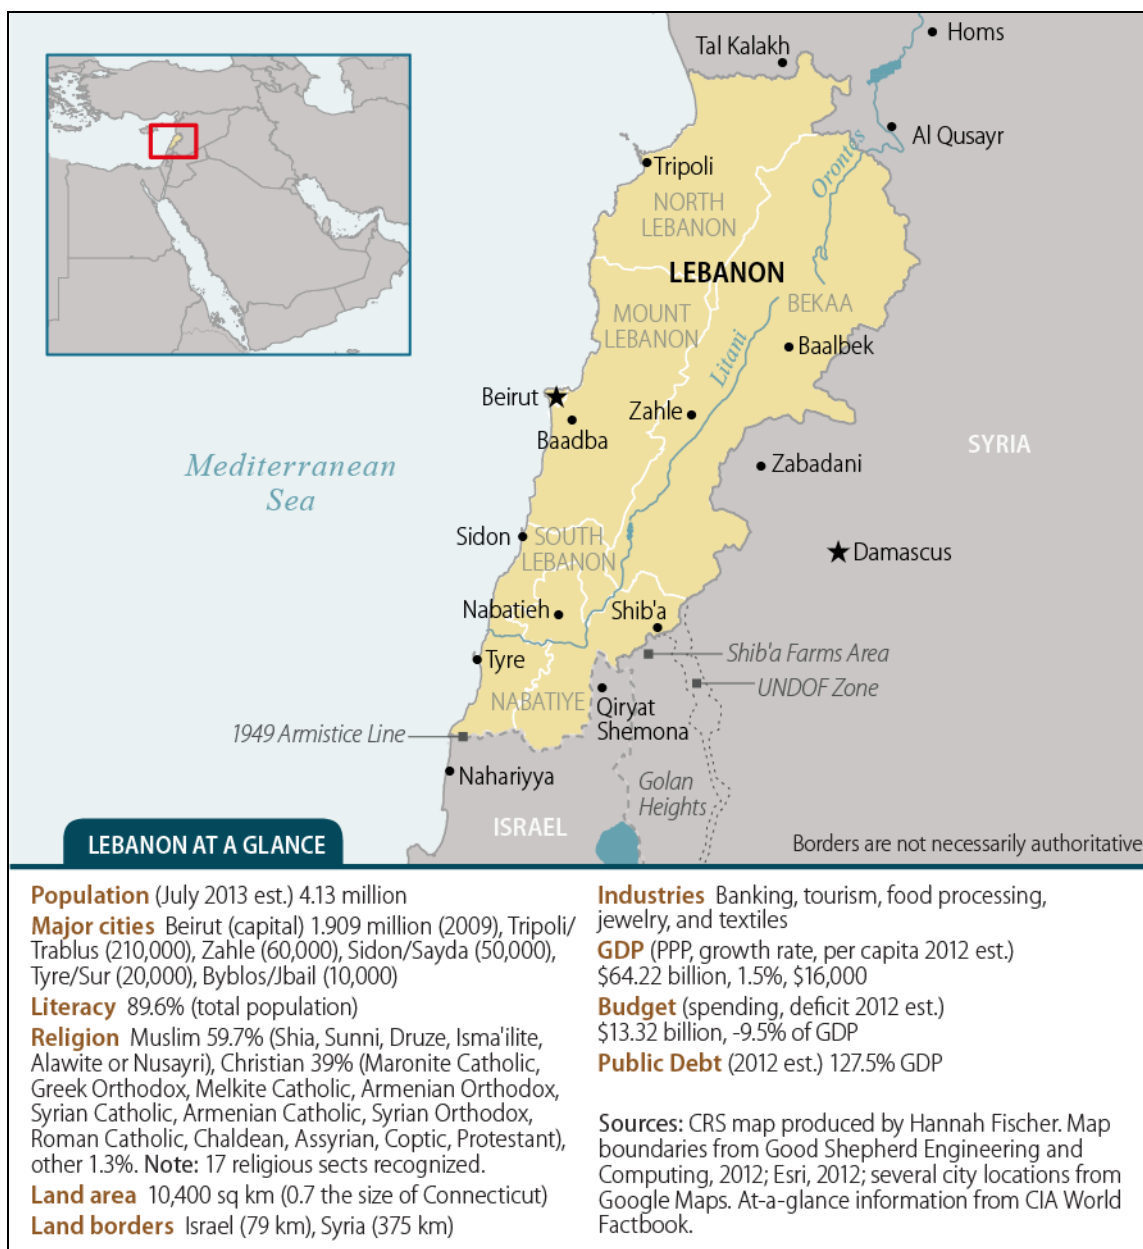 Homs
Tal Kalakh
Al Qusayr
Orontes
Tripoli
NORTH
LEBANON
LEBANON
BEKAA
MOUNT
LEBANON
Litani
Baalbek
Beirut
Zahle
Baadba
SYRIA
Mediterranean
Sea
Zabadani
Sidon
SOUTH
LEBANON
Damascus
Nabatieh
Shib'a
Shib'a Farms Area
Tyre
UNDOF Zone
NABATIYE
Qiryat
Shemona
1949 Armistice Line
Nahariyya
Golan
Heights
ISRAEL
Borders are not necessarily authoritative
LEBANON AT A GLANCE
Population (July 2013 est.) 4.13 million
Major cities Beirut (capital) 1.909 million (2009), Tripoli/
Trablus (210,000), Zahle (60,000), Sidon/Sayda (50,000),
Tyre/Sur (20,000), Byblos/Jbail (10,000)
Literacy 89.6% (total population)
Religion Muslim 59.7% (Shia, Sunni, Druze, Isma'ilite,
Alawite or Nusayri), Christian 39% (Maronite Catholic,
Greek Orthodox, Melkite Catholic, Armenian Orthodox,
Syrian Catholic, Armenian Catholic, Syrian Orthodox,
Roman Catholic, Chaldean, Assyrian, Coptic, Protestant),
other 1.3%. Note: 17 religious sects recognized.
Land area 10,400 sq km (0.7 the size of Connecticut)
Land borders Israel (79 km), Syria (375 km)
Industries Banking, tourism, food processing,
jewelry, and textiles
GDP (PPP, growth rate, per capita 2012 est.)
$64.22 billion, 1.5%, $16,000
Budget (spending, deficit 2012 est.)
$13.32 billion, -9.5% of GDP
Public Debt (2012 est.) 127.5% GDP
Sources: CRS map produced by Hannah Fischer. Map
boundaries from Good Shepherd Engineering and
Computing, 2012; Esri, 2012; several city locations from
Google Maps. At-a-glance information from CIA World
Factbook.